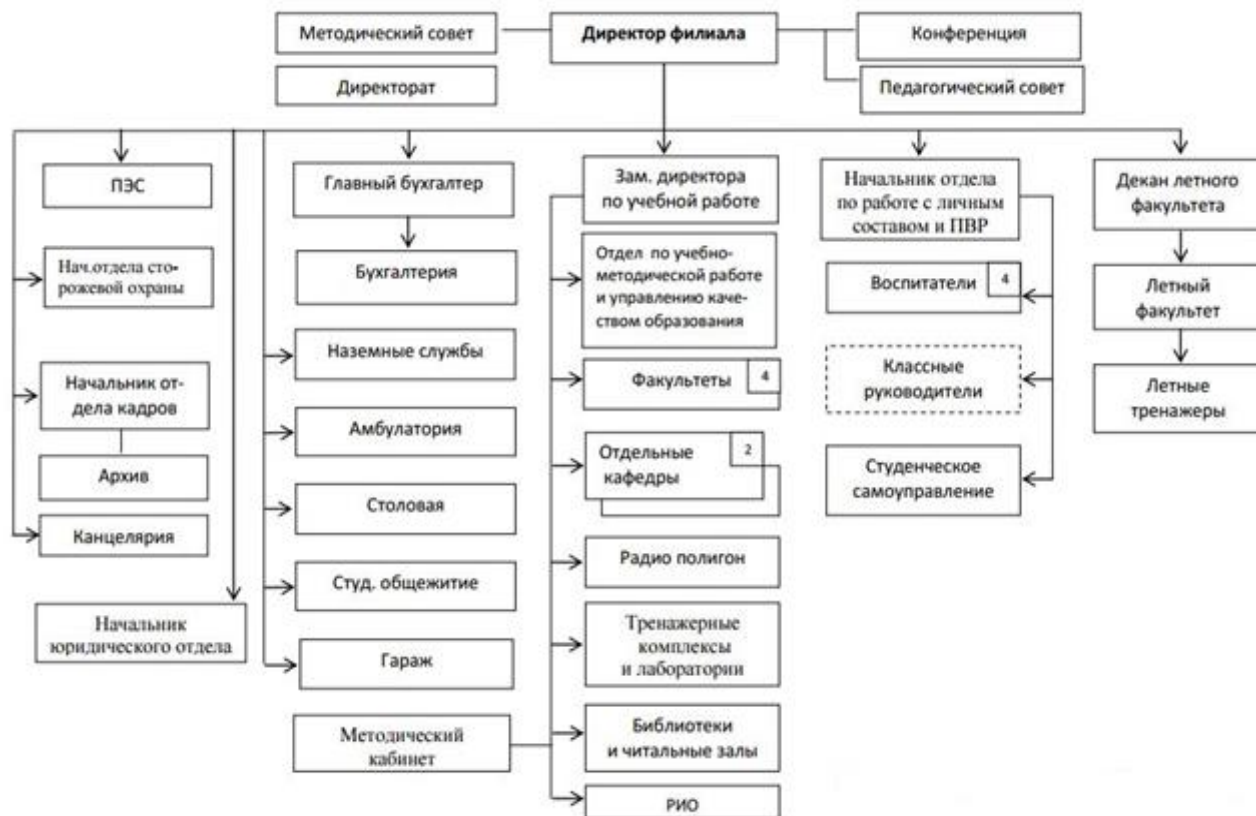 Методический совет
Директор филиала
Конференция
Директорат
Педагогический совет
ПЭС
Нач.отдела сто-
рожевой охраны
Начальник от-
дела кадров
Архив
Канцелярия
Начальник
юридического отдела
Главный бухгалтер
Бухгалтерия
Наземные службы
Амбулатория
Столовая
Студ. общежитие
Гараж
Методический
кабинет
Зам. директора
по учебной работе
Отдел по учебно-
методической работе
и управлению каче-
ством образования
Факультеты 4
Отдельные 2
кафедры
Радио полигон
Тренажерные
комплексы
и лаборатории
Библиотеки
и читальные залы
РИО
Начальник отдела
по работе с личным
составом и ПВР
Воспитатели 4
Классные
руководители
Студенческое
самоуправление
Декан летного
факультета
Летный
факультет
Летные
тренажеры